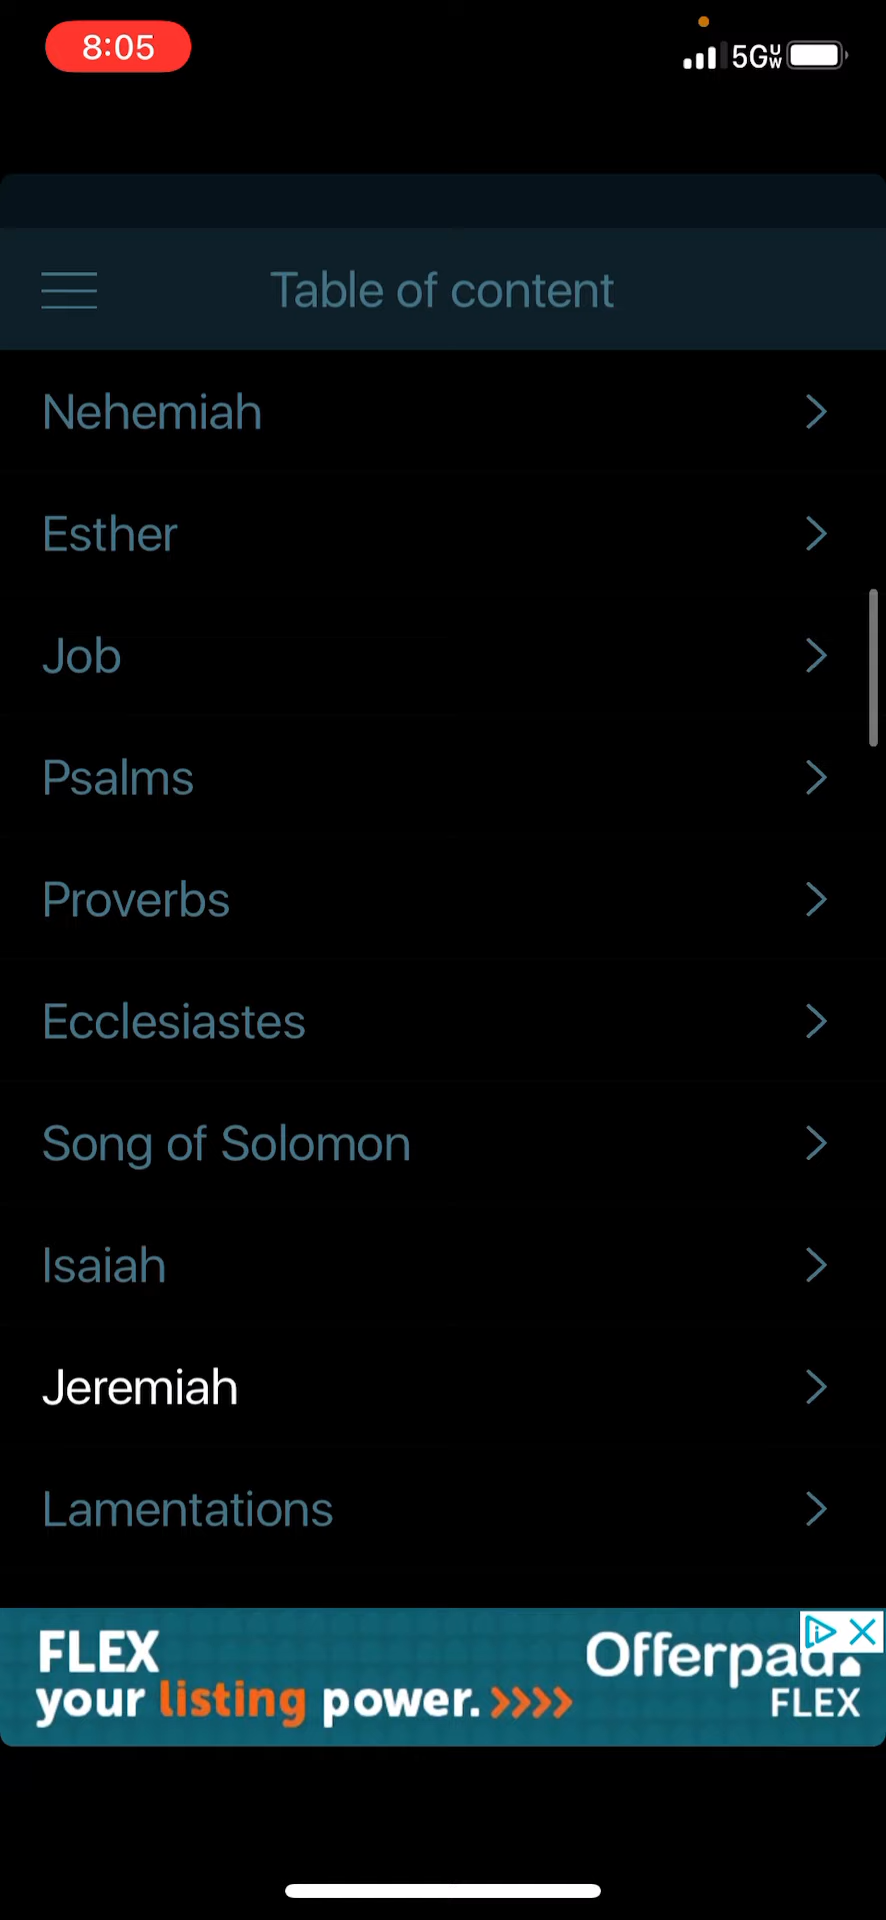 8:05
5GUW
Table of content
Nehemiah
Esther
Job
Psalms
Proverbs
Ecclesiastes
Song of Solomon
Isaiah
Jeremiah
Lamentations
FLEX
your listing power. >>>>
Offerpad.
FLEX